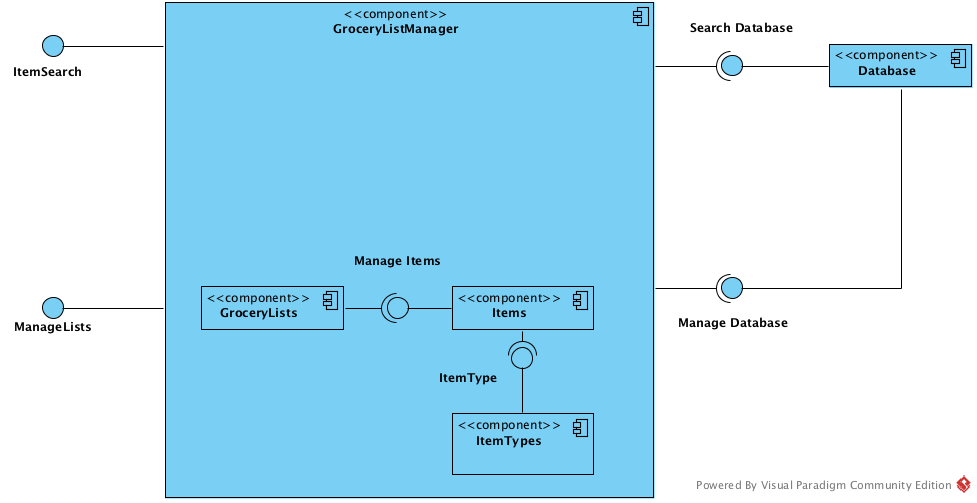 <<component>>
GroceryListManager
ItemSearch
Search Database
<<component>>
Database
Manage Items
<<component>>
GroceryLists
<<component>>
Items
ManageLists
Manage Database
ItemType
<<component>>
ItemTypes
Powered By Visual Paradigm Community Edition